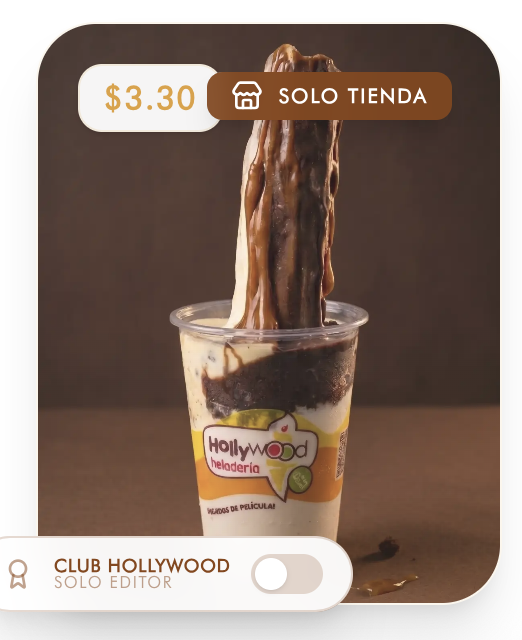 $3.30
SOLO TIENDA
Hollywood
heladería
HELADOS DE PELÍCULA!
CLUB HOLLYWOOD
SOLO EDITOR